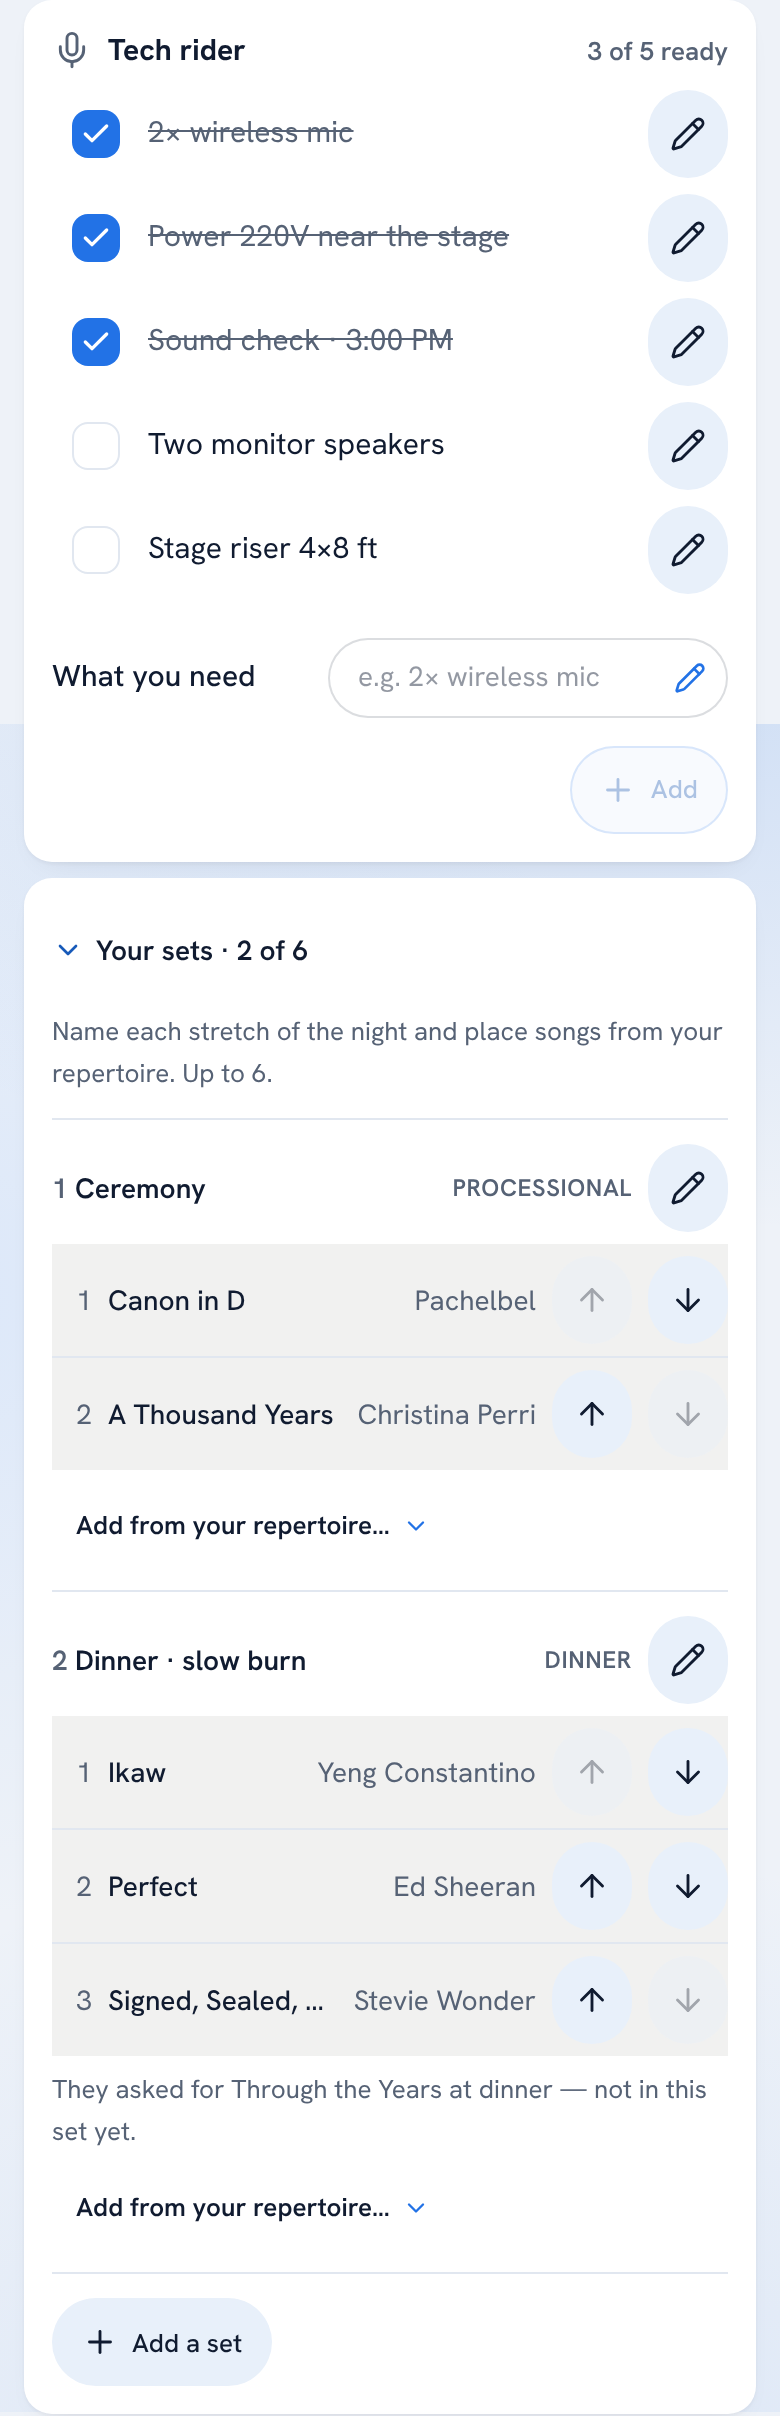 Tech rider
3 of 5 ready
2× wireless mic
Power 220V near the stage
Sound check · 3:00 PM
Two monitor speakers
Stage riser 4×8 ft
What you need
e.g. 2× wireless mic
Add
Your sets · 2 of 6
Name each stretch of the night and place songs from your
repertoire. Up to 6.
1 Ceremony
PROCESSIONAL
1 Canon in D Pachelbel
2 A Thousand Years Christina Perri
Add from your repertoire...
2 Dinner · slow burn
DINNER
1 Ikaw Yeng Constantino
2 Perfect Ed Sheeran
3 Signed, Sealed, ... Stevie Wonder
They asked for Through the Years at dinner — not in this
set yet.
Add from your repertoire...
Add a set